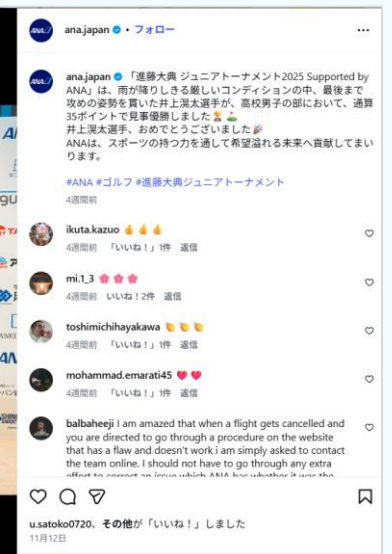 ana.japan • フォロー
ana.japan 「進藤大典 ジュニアトーナメント2025 Supported by
ANA」は、雨が降りしきる厳しいコンディションの中、最後まで
攻めの姿勢を貫いた井上滉太選手が、高校男子の部において、通算
35ポイントで見事優勝しました🏆⛳
井上滉太選手、おめでとうございました🎉
ANAは、スポーツの持つ力を通して希望溢れる未来へ貢献してまい
ります。
#ANA #ゴルフ #進藤大典ジュニアトーナメント
4週間前
ikuta.kazuo 👍👍👍
4週間前 「いいね！」1件 返信
mi.1_3 🌸🌸🌸
4週間前 いいね！2件 返信
toshimichihayakawa 👏👏👏
4週間前 「いいね！」1件 返信
mohammad.emarati45 ❤️❤️
4週間前 「いいね！」1件 返信
balbaheeji I am amazed that when a flight gets cancelled and
you are directed to go through a procedure on the website
that has a flaw and doesn't work i am simply asked to contact
the team online. I should not have to go through any extra
effort to correct an issue which ANA has whether it was the
u.satoko0720、その他が「いいね！」しました
11月12日